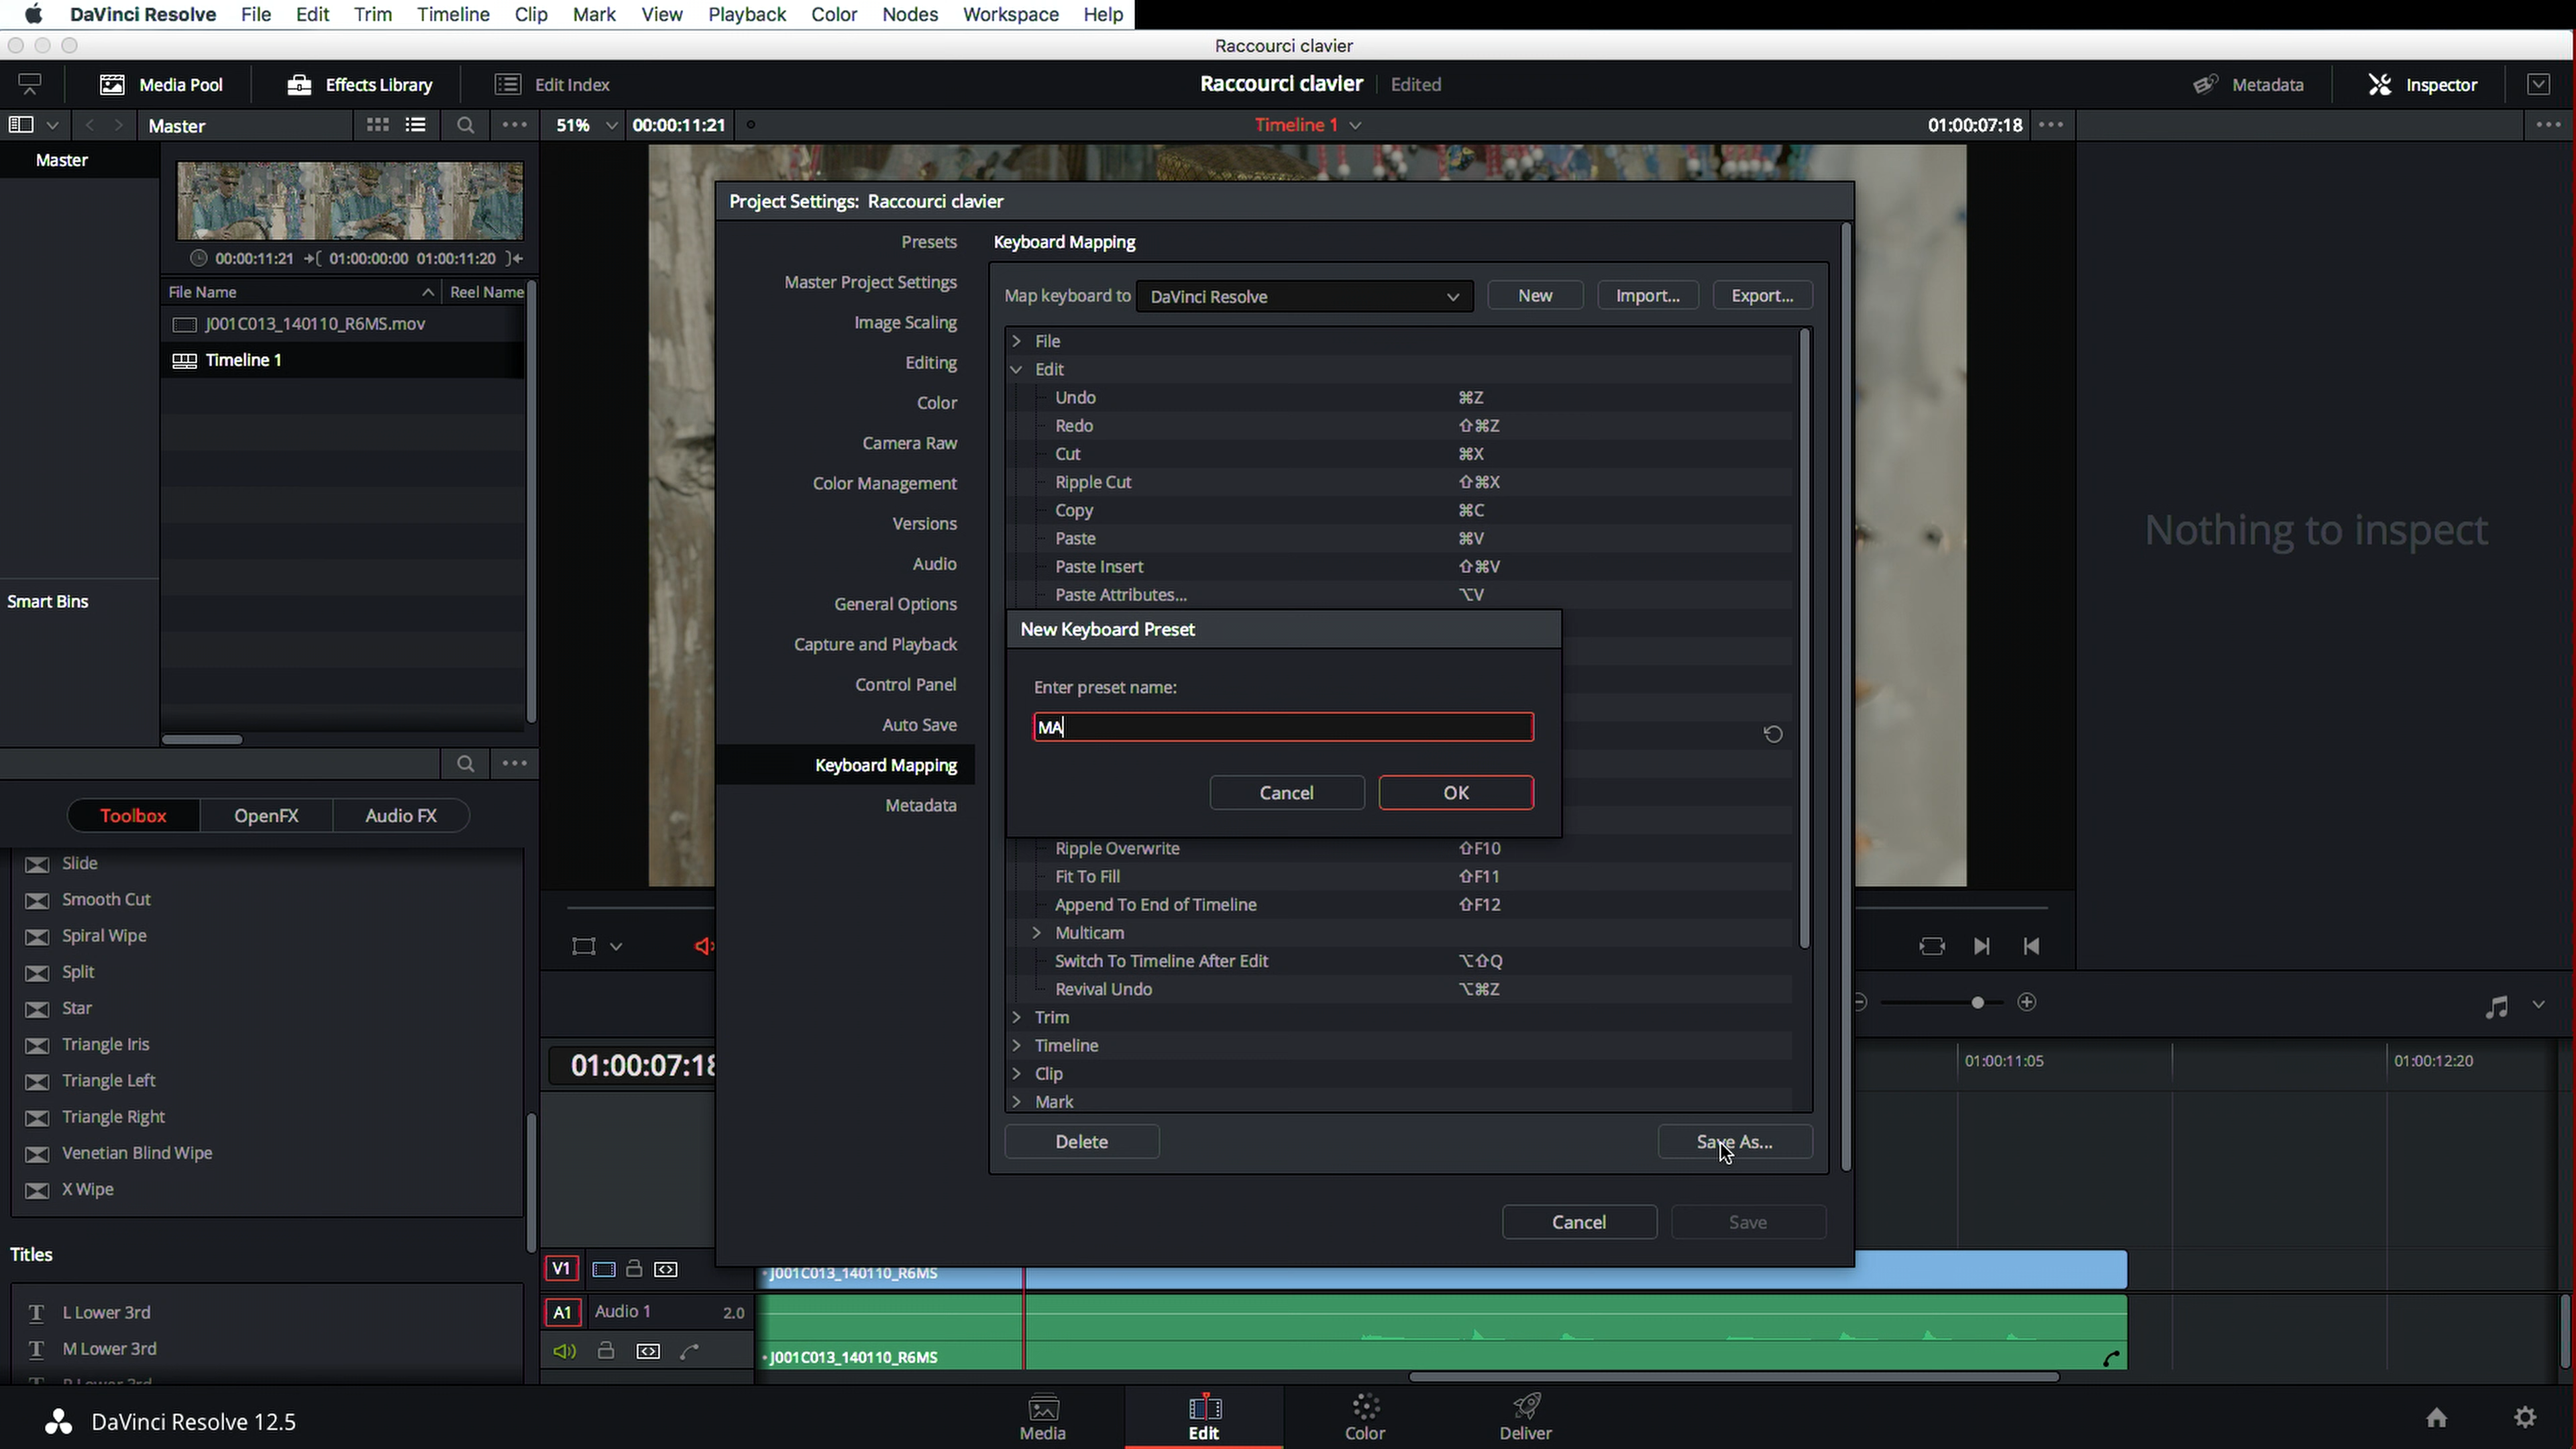 DaVinci Resolve File Edit Trim Timeline Clip Mark View Playback Color Nodes Workspace Help
Raccourci clavier
Media Pool Effects Library Edit Index Raccourci clavier Edited Metadata Inspector
Master 51% 00:00:11:21 Timeline 1 01:00:07:18
Master
00:00:11:21 01:00:00:00 01:00:11:20
File Name Reel Name
J001C013_140110_R6MS.mov
Timeline 1
Smart Bins
Toolbox OpenFX Audio FX
Slide
Smooth Cut
Spiral Wipe
Split
Star
Triangle Iris
Triangle Left
Triangle Right
Venetian Blind Wipe
X Wipe
Titles
L Lower 3rd
M Lower 3rd
Project Settings: Raccourci clavier
Presets
Master Project Settings
Image Scaling
Editing
Color
Camera Raw
Color Management
Versions
Audio
General Options
Capture and Playback
Control Panel
Auto Save
Keyboard Mapping
Metadata
Keyboard Mapping
Map keyboard to DaVinci Resolve New Import... Export...
File
Edit
Undo ⌘Z
Redo ⇧⌘Z
Cut ⌘X
Ripple Cut ⇧⌘X
Copy ⌘C
Paste ⌘V
Paste Insert ⇧⌘V
Paste Attributes... ⌥V
New Keyboard Preset
Enter preset name:
MA
Cancel OK
Ripple Overwrite ⇧F10
Fit To Fill ⇧F11
Append To End of Timeline ⇧F12
Multicam
Switch To Timeline After Edit ⌥⇧Q
Revival Undo ⌥⌘Z
Trim
Timeline
Clip
Mark
Delete Save As...
Cancel Save
Nothing to inspect
01:00:07:18 01:00:11:05 01:00:12:20
V1 J001C013_140110_R6MS
A1 Audio 1 2.0
J001C013_140110_R6MS
DaVinci Resolve 12.5 Media Edit Color Deliver